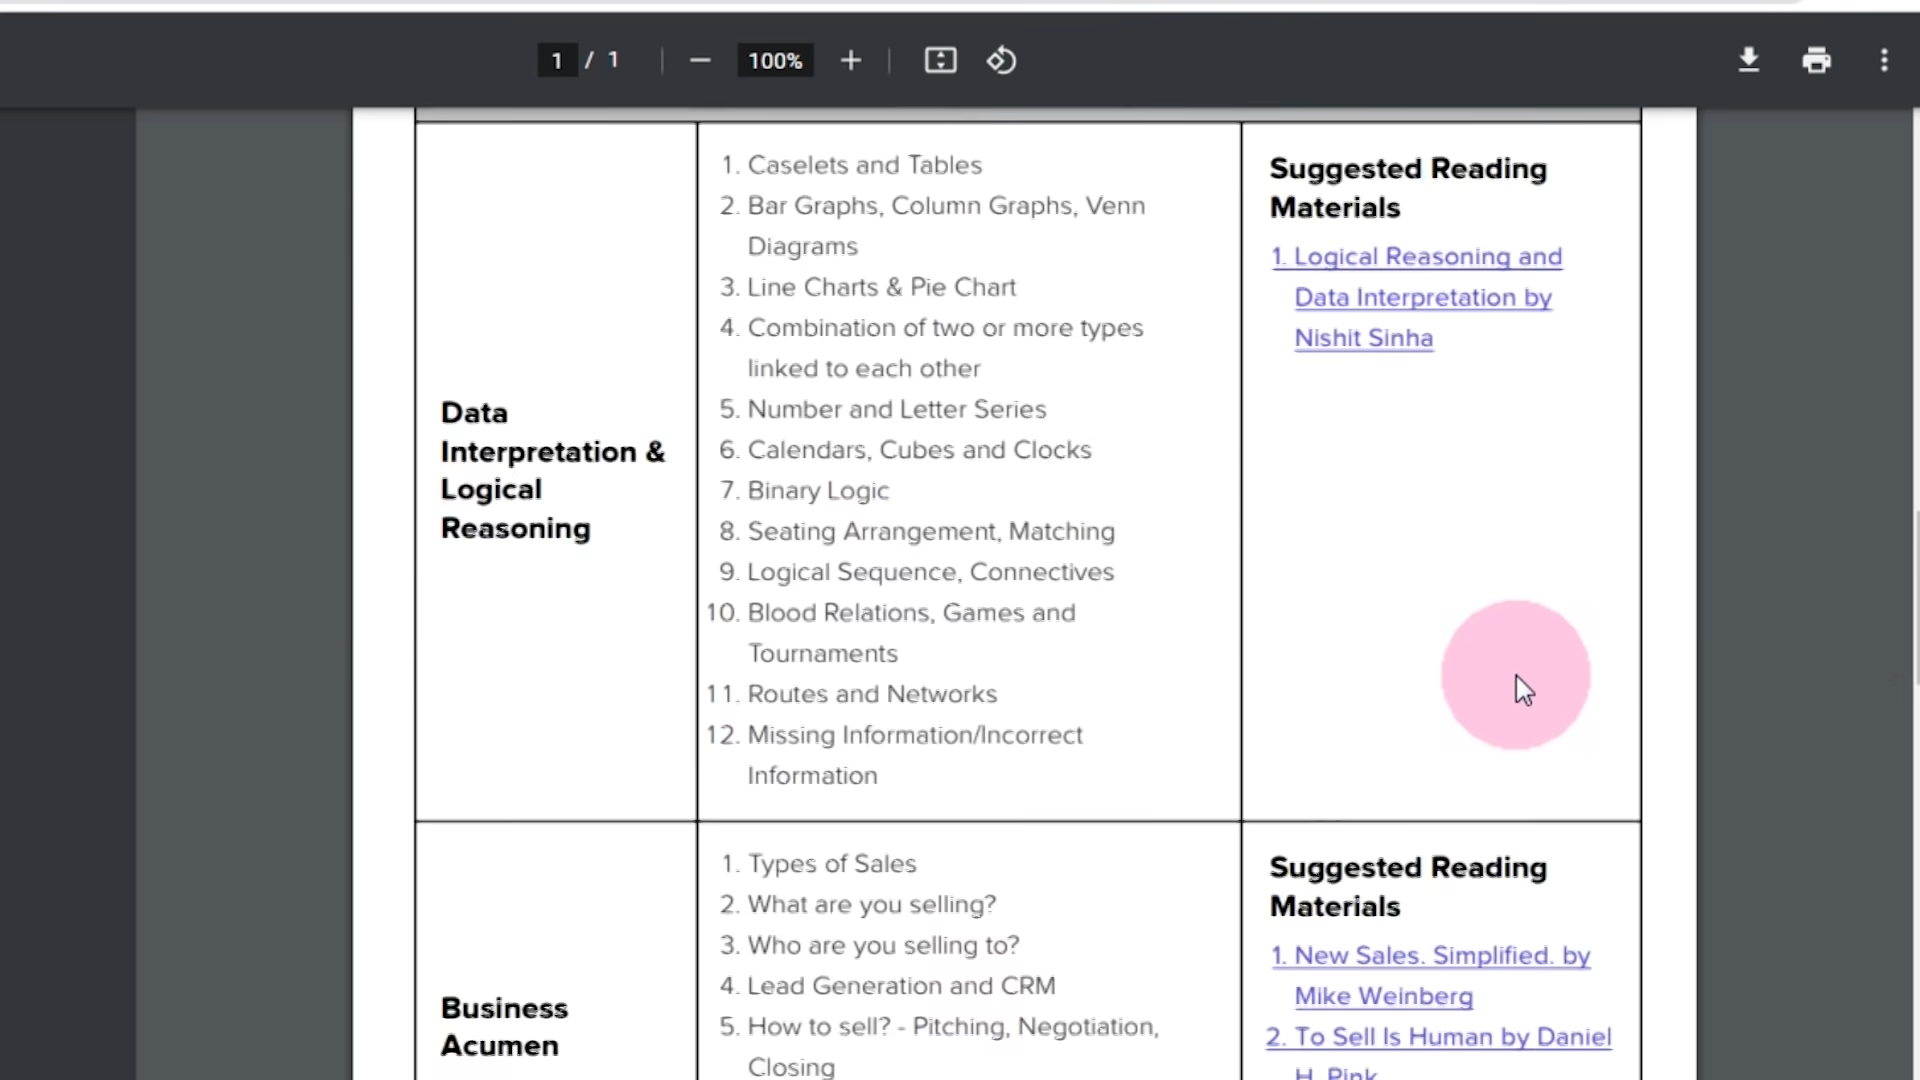 1 / 1
100%
Data
Interpretation &
Logical
Reasoning
1. Caselets and Tables
2. Bar Graphs, Column Graphs, Venn
Diagrams
3. Line Charts & Pie Chart
4. Combination of two or more types
linked to each other
5. Number and Letter Series
6. Calendars, Cubes and Clocks
7. Binary Logic
8. Seating Arrangement, Matching
9. Logical Sequence, Connectives
10. Blood Relations, Games and
Tournaments
11. Routes and Networks
12. Missing Information/Incorrect
Information
Suggested Reading
Materials
1. Logical Reasoning and
Data Interpretation by
Nishit Sinha
Business
Acumen
1. Types of Sales
2. What are you selling?
3. Who are you selling to?
4. Lead Generation and CRM
5. How to sell? - Pitching, Negotiation,
Closing
Suggested Reading
Materials
1. New Sales. Simplified. by
Mike Weinberg
2. To Sell Is Human by Daniel
H. Pink